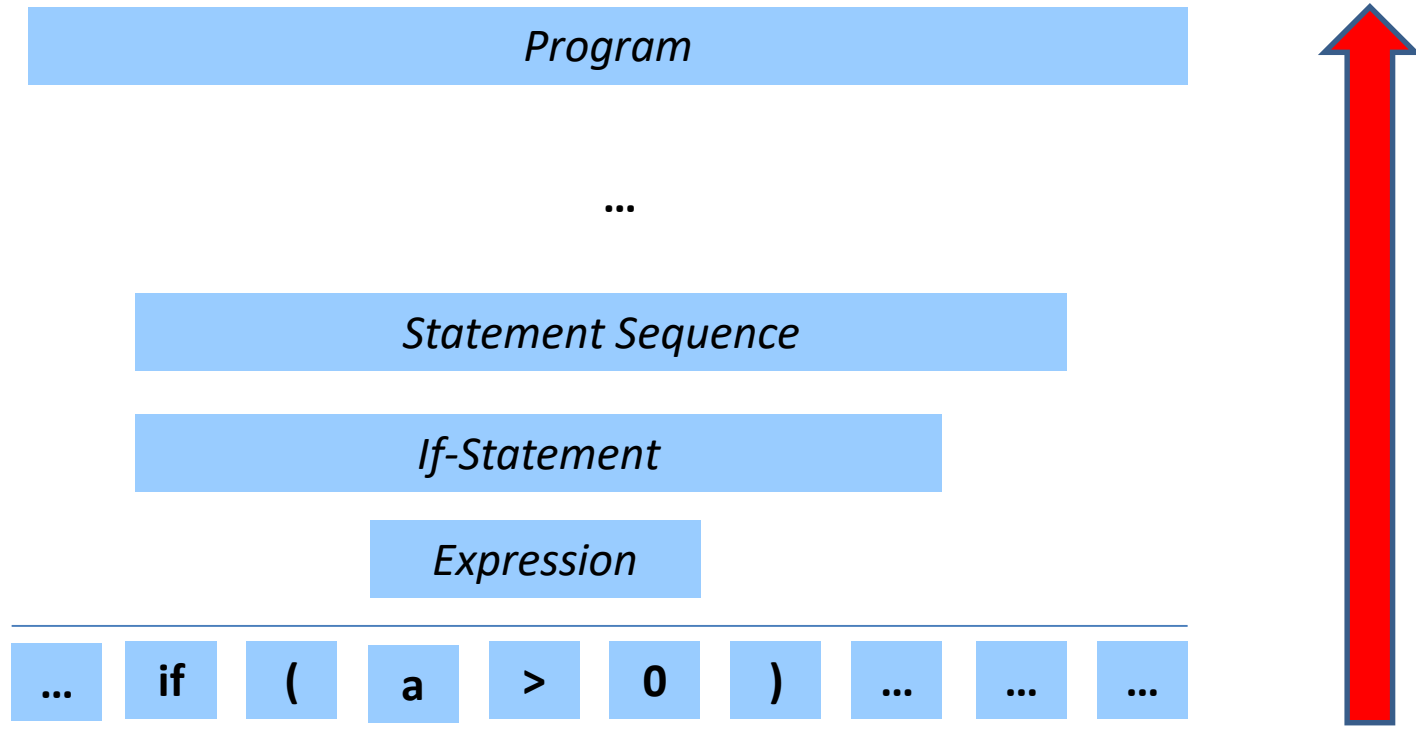 Program
...
Statement Sequence
If-Statement
Expression
... if ( a > 0 ) ... ... ...